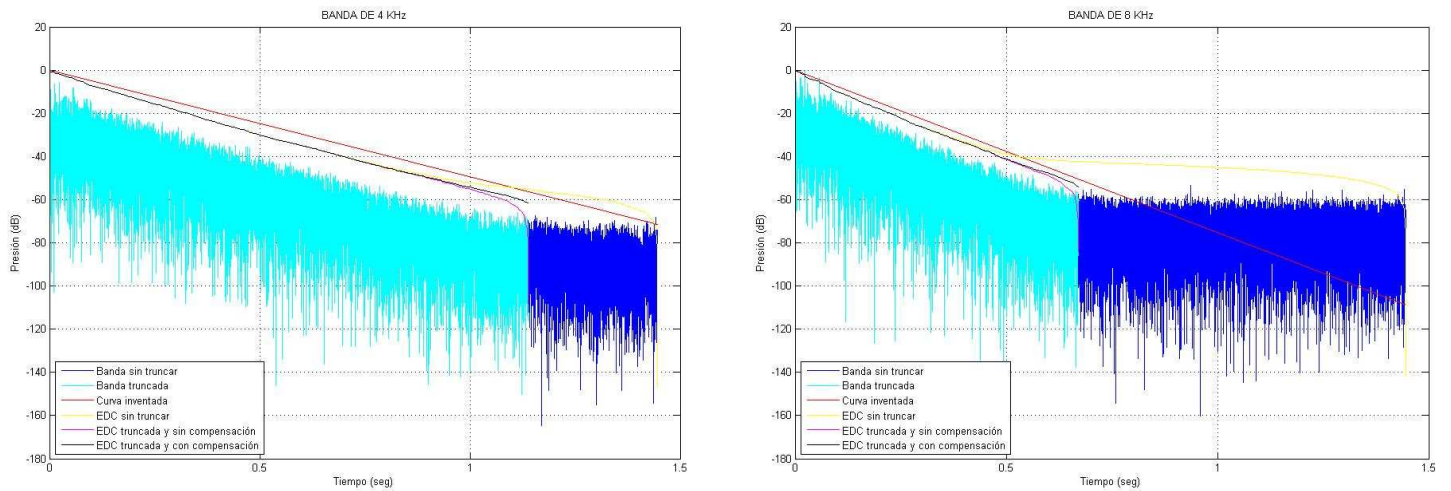 BANDA DE 4 KHz
20
0
-20
-40
-60
-80
-100
-120
-140
-160
-180
Presión (dB)
Banda sin truncar
Banda truncada
Curva inventada
EDC sin truncar
EDC truncada y sin compensación
EDC truncada y con compensación
0
0.5
1
1.5
Tiempo (seg)
BANDA DE 8 KHz
20
0
-20
-40
-60
-80
-100
-120
-140
-160
-180
Presión (dB)
Banda sin truncar
Banda truncada
Curva inventada
EDC sin truncar
EDC truncada y sin compensación
EDC truncada y con compensación
0
0.5
1
1.5
Tiempo (seg)